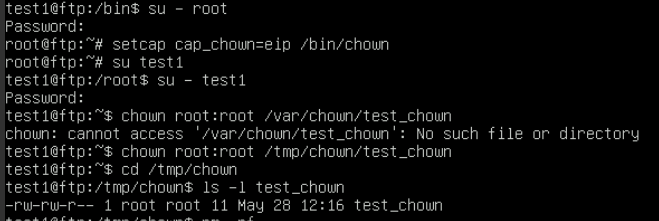 test1@ftp:/bin$ su - root
Password:
root@ftp:~# setcap cap_chown=eip /bin/chown
root@ftp:~# su test1
test1@ftp:/root$ su - test1
Password:
test1@ftp:~$ chown root:root /var/chown/test_chown
chown: cannot access '/var/chown/test_chown': No such file or directory
test1@ftp:~$ chown root:root /tmp/chown/test_chown
test1@ftp:~$ cd /tmp/chown
test1@ftp:/tmp/chown$ ls -l test_chown
-rw-rw-r-- 1 root root 11 May 28 12:16 test_chown